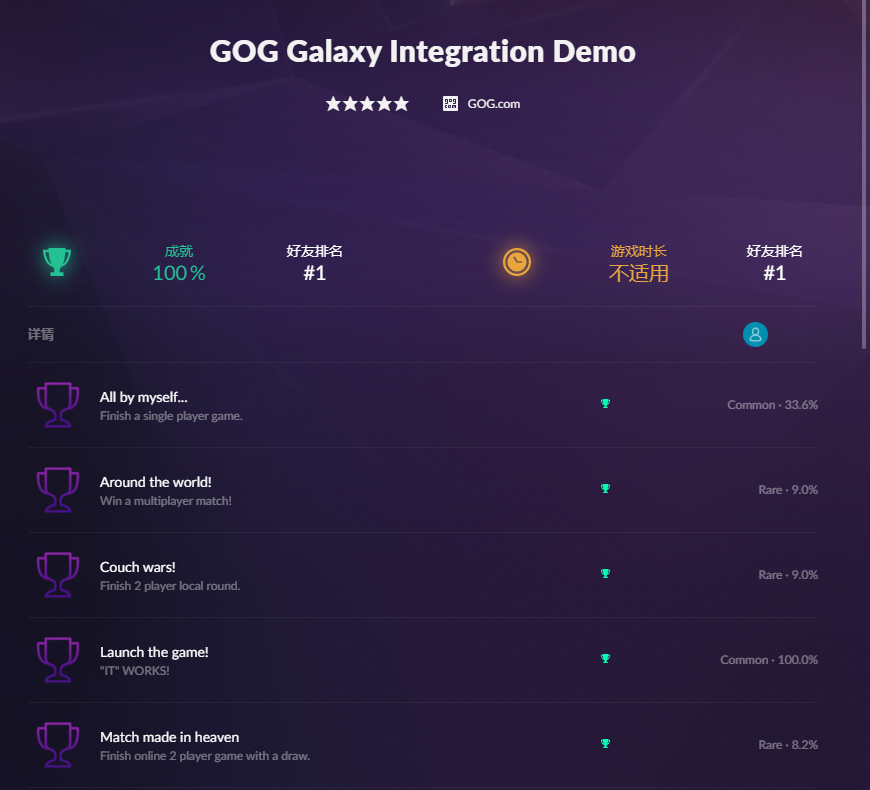 GOG Galaxy Integration Demo
GOG.com
成就
100 %
好友排名
#1
游戏时长
不适用
好友排名
#1
详情
All by myself...
Finish a single player game.
Common · 33.6%
Around the world!
Win a multiplayer match!
Rare · 9.0%
Couch wars!
Finish 2 player local round.
Rare · 9.0%
Launch the game!
"IT" WORKS!
Common · 100.0%
Match made in heaven
Finish online 2 player game with a draw.
Rare · 8.2%